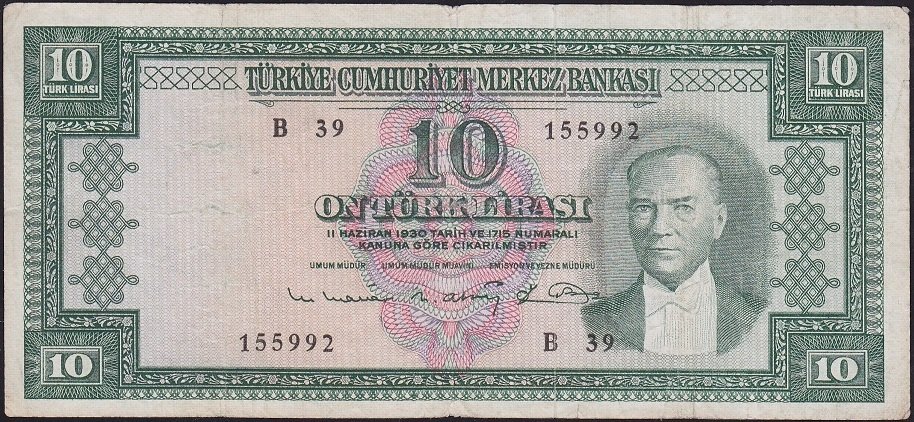 10 TÜRK LİRASI
10 TÜRK LİRASI
TÜRKİYE CUMHURİYET MERKEZ BANKASI
B 39 155992
10
ON TÜRK LİRASI
11 HAZİRAN 1930 TARİH VE 1715 NUMARALI
KANUNA GÖRE ÇIKARILMIŞTIR
UMUM MÜDÜR UMUM MÜDÜR MUAVİNİ EMİSYON VE VEZNE MÜDÜRÜ
155992 B 39
10
10